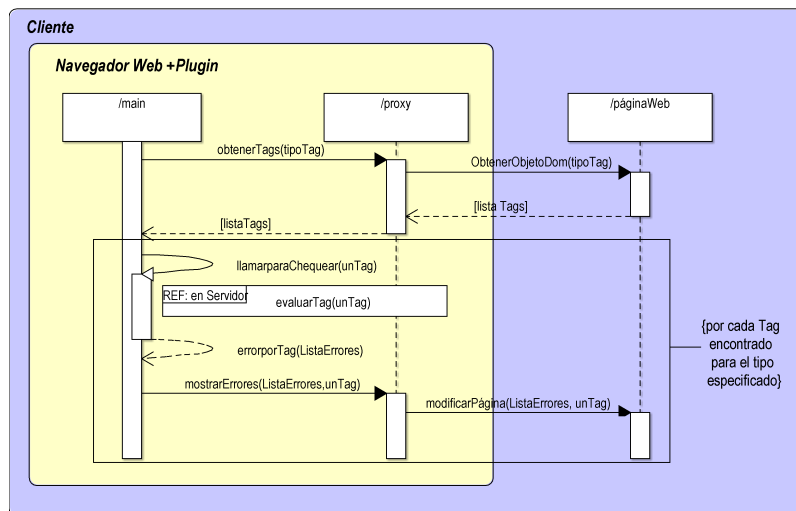 Cliente
Navegador Web +Plugin
/main
/proxy
/páginaWeb
obtenerTags(tipoTag)
ObtenerObjetoDom(tipoTag)
[lista Tags]
[listaTags]
llamarparaChequear(unTag)
REF: en Servidor
evaluarTag(unTag)
errorporTag(ListaErrores)
mostrarErrores(ListaErrores,unTag)
modificarPágina(ListaErrores, unTag)
{por cada Tag
encontrado
para el tipo
especificado}